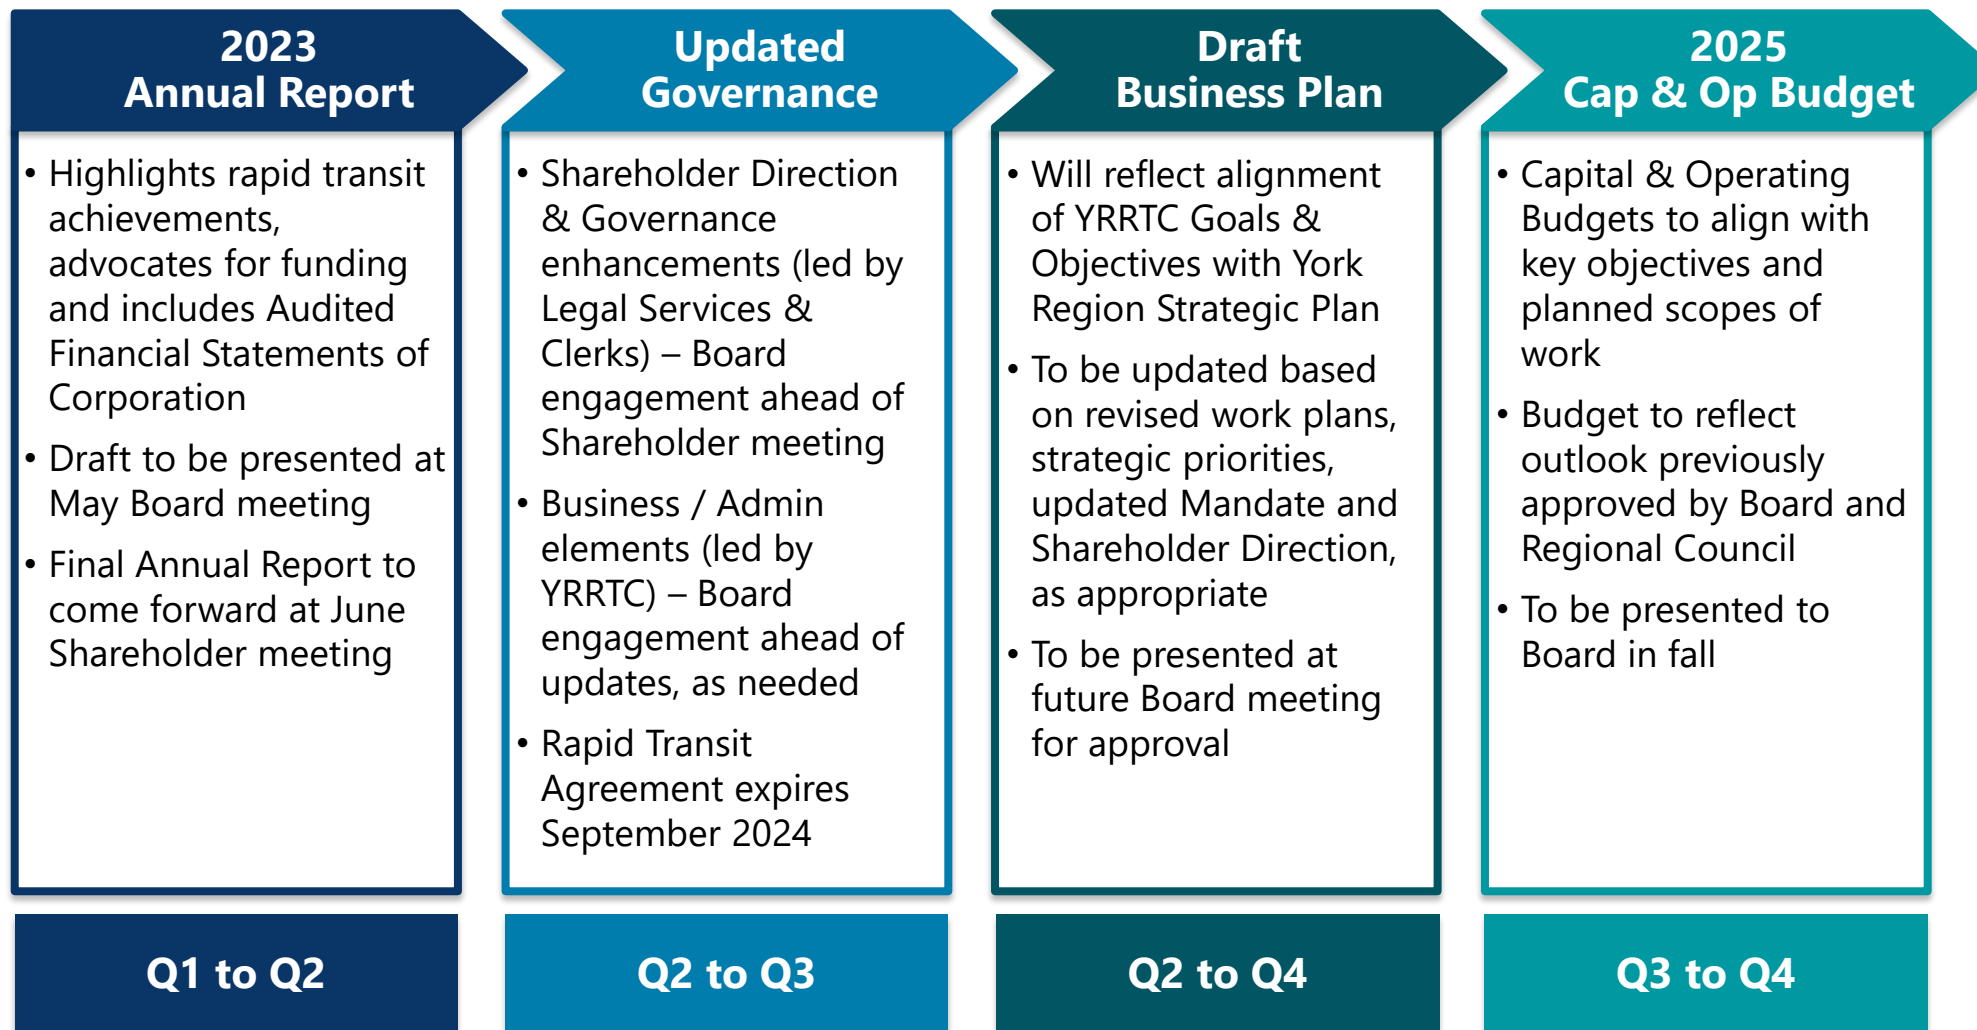 2023
Annual Report
• Highlights rapid transit
achievements,
advocates for funding
and includes Audited
Financial Statements of
Corporation
• Draft to be presented at
May Board meeting
• Final Annual Report to
come forward at June
Shareholder meeting
Q1 to Q2
Updated
Governance
• Shareholder Direction
& Governance
enhancements (led by
Legal Services &
Clerks) – Board
engagement ahead of
Shareholder meeting
• Business / Admin
elements (led by
YRRTC) – Board
engagement ahead of
updates, as needed
• Rapid Transit
Agreement expires
September 2024
Q2 to Q3
Draft
Business Plan
• Will reflect alignment
of YRRTC Goals &
Objectives with York
Region Strategic Plan
• To be updated based
on revised work plans,
strategic priorities,
updated Mandate and
Shareholder Direction,
as appropriate
• To be presented at
future Board meeting
for approval
Q2 to Q4
2025
Cap & Op Budget
• Capital & Operating
Budgets to align with
key objectives and
planned scopes of
work
• Budget to reflect
outlook previously
approved by Board and
Regional Council
• To be presented to
Board in fall
Q3 to Q4